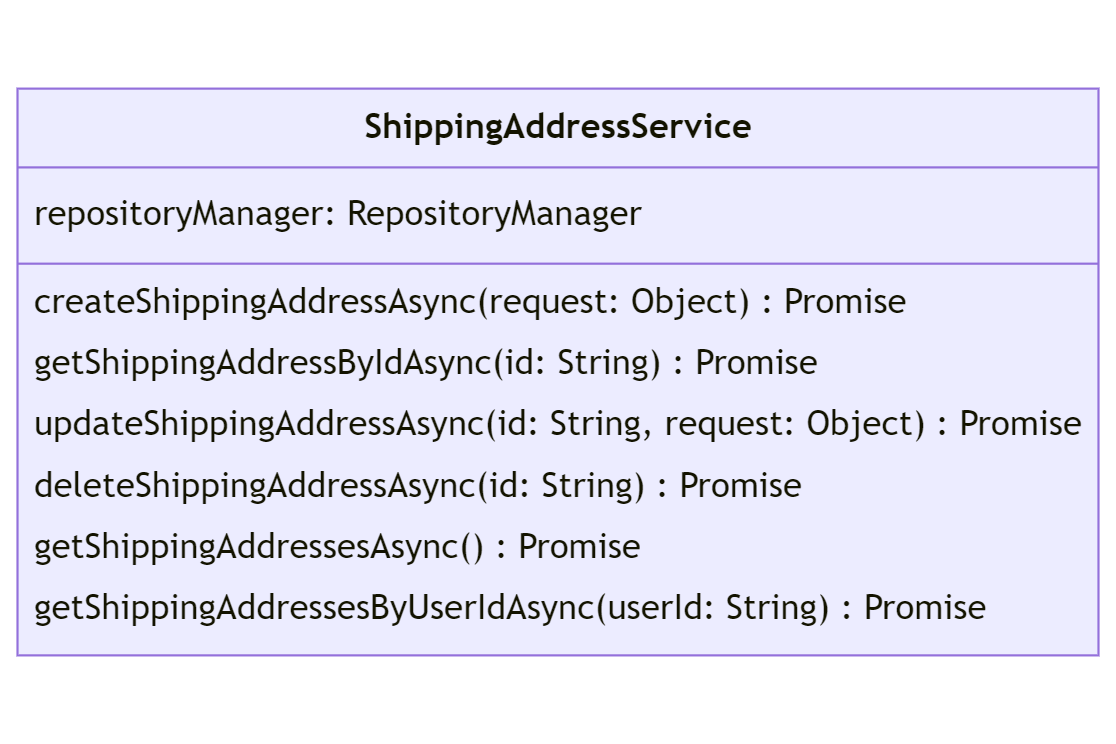 ShippingAddressService
repositoryManager: RepositoryManager
createShippingAddressAsync(request: Object) : Promise
getShippingAddressByIdAsync(id: String) : Promise
updateShippingAddressAsync(id: String, request: Object) : Promise
deleteShippingAddressAsync(id: String) : Promise
getShippingAddressesAsync() : Promise
getShippingAddressesByUserIdAsync(userId: String) : Promise